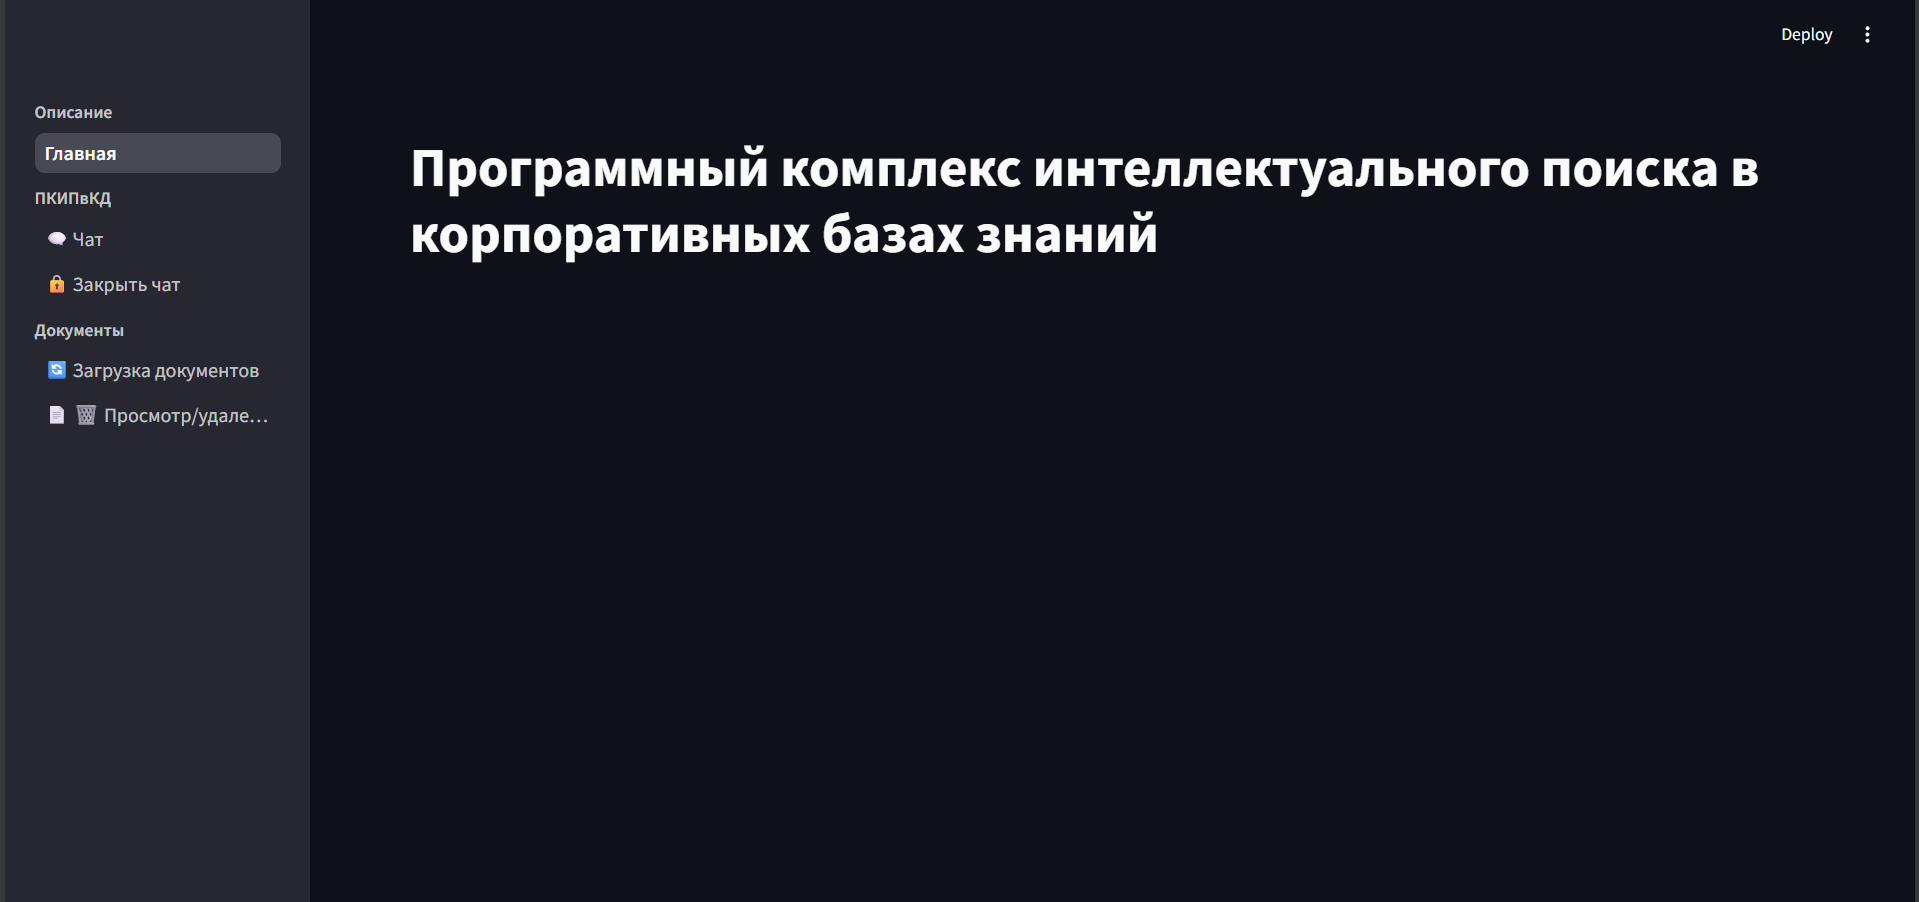 Deploy
Описание
Главная
ПКИПвКД
Чат
Закрыть чат
Документы
Загрузка документов
Просмотр/удале...
Программный комплекс интеллектуального поиска в
корпоративных базах знаний